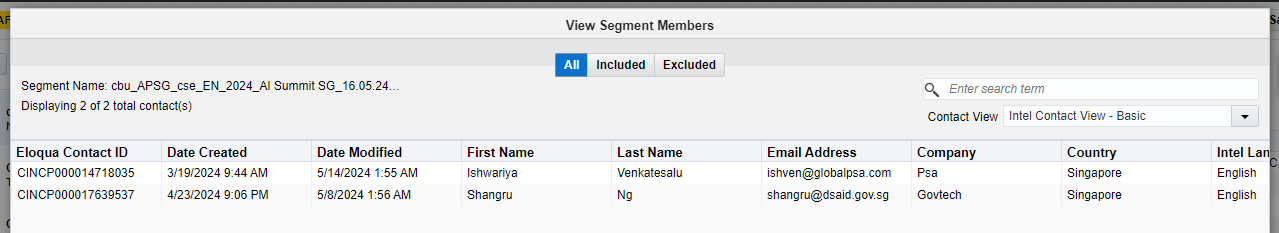 View Segment Members
All Included Excluded
Segment Name: cbu_APSG_cse_EN_2024_AI Summit SG_16.05.24...
Enter search term
Displaying 2 of 2 total contact(s)
Contact View Intel Contact View - Basic
Eloqua Contact ID Date Created Date Modified First Name Last Name Email Address Company Country Intel Lan
CINCP000014718035 3/19/2024 9:44 AM 5/14/2024 1:55 AM Ishwariya Venkatesalu ishven@globalpsa.com Psa Singapore English
CINCP000017639537 4/23/2024 9:06 PM 5/8/2024 1:56 AM Shangru Ng shangru@dsaid.gov.sg Govtech Singapore English